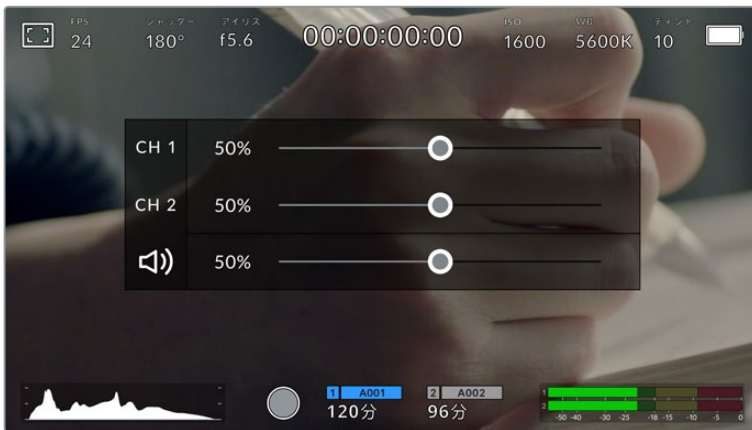 FPS シャッター アイリス ISO WB ティント
24 180° f5.6 00:00:00:00 1600 5600K 10
CH 1 50%
CH 2 50%
50%
1 A001 2 A002
120分 96分
1
2
-50 -40 -30 -25 -18 -15 -10 -5 0